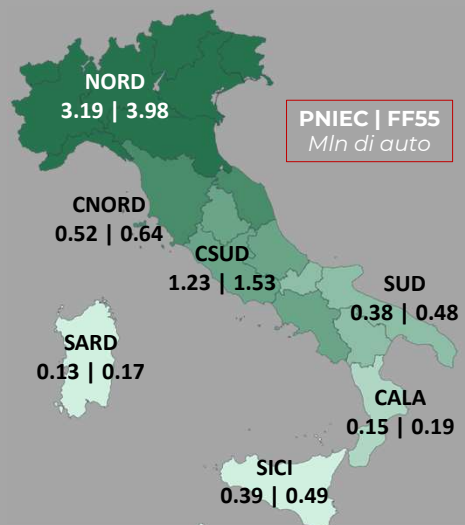 NORD
3.19 | 3.98
PNIEC | FF55
Mln di auto
CNORD
0.52 | 0.64
CSUD
1.23 | 1.53
SUD
0.38 | 0.48
SARD
0.13 | 0.17
CALA
0.15 | 0.19
SICI
0.39 | 0.49